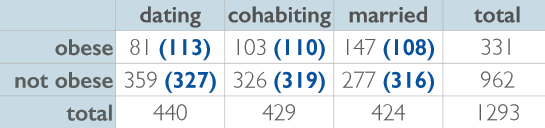 dating cohabiting married total
obese 81 (113) 103 (110) 147 (108) 331
not obese 359 (327) 326 (319) 277 (316) 962
total 440 429 424 1293